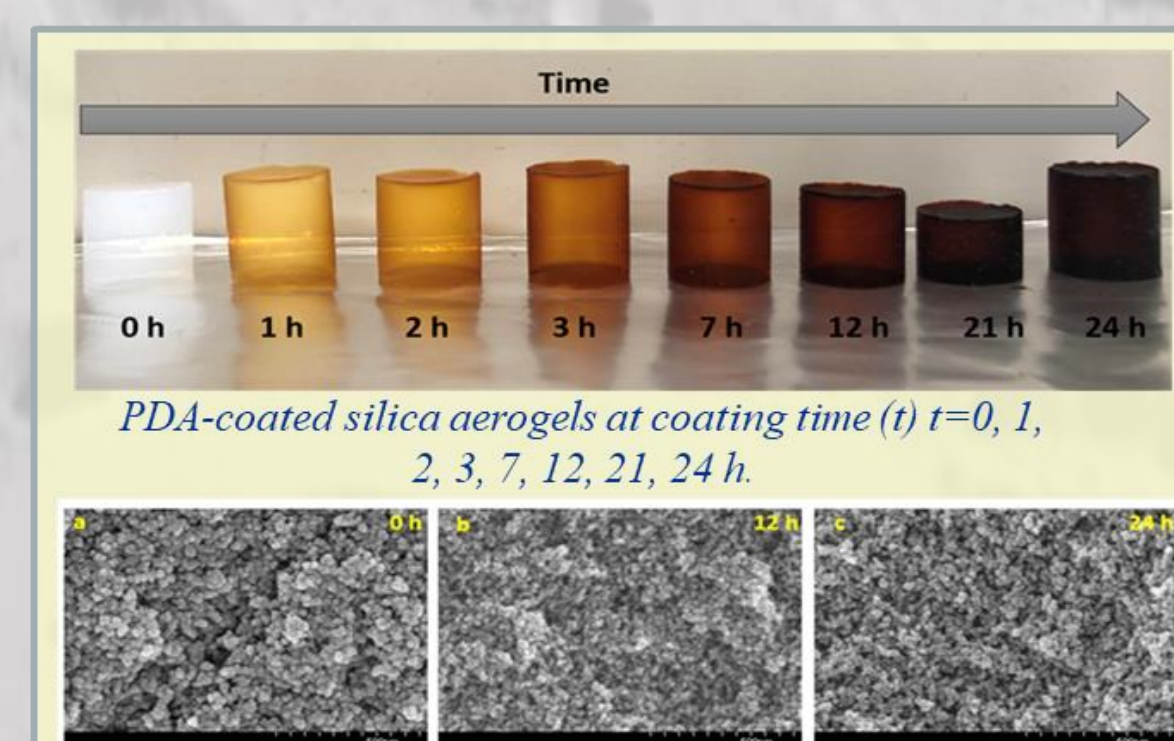 Time
0 h 1 h 2 h 3 h 7 h 12 h 21 h 24 h
PDA-coated silica aerogels at coating time (t) t=0, 1,
2, 3, 7, 12, 21, 24 h.
a 0 h b 12 h c 24 h